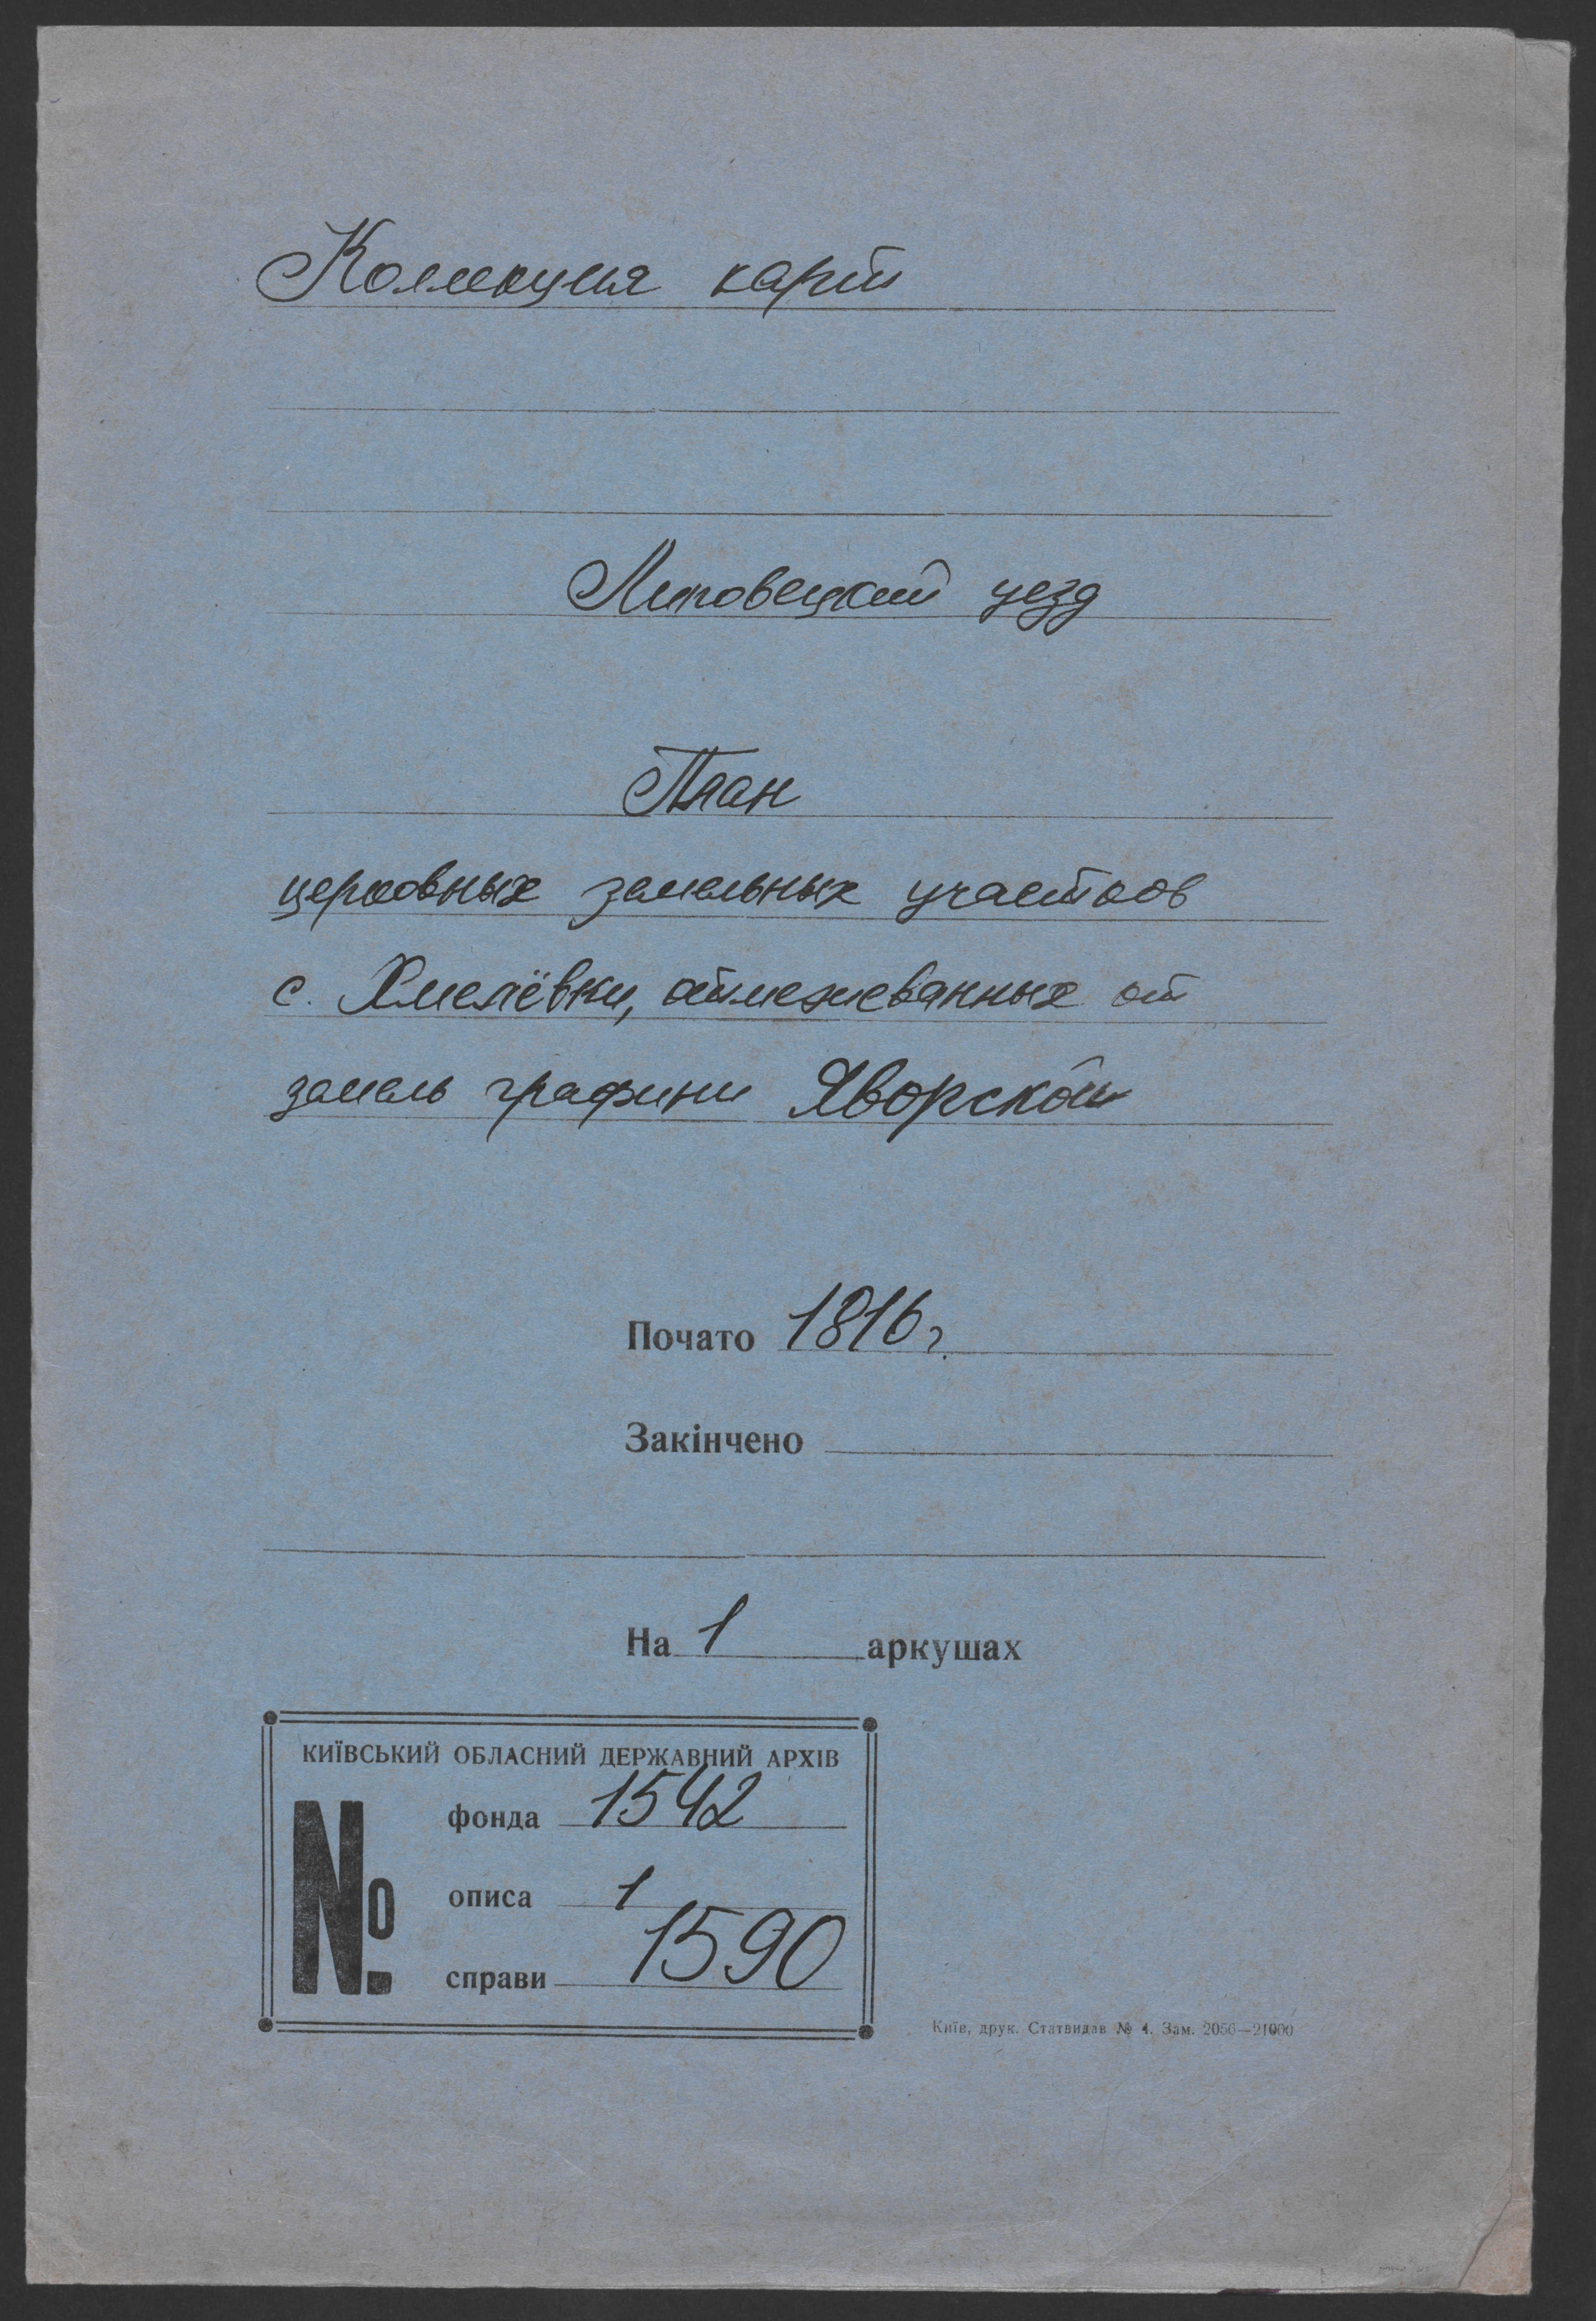 Коллекция карт
Липовецкий уезд
План
церковных земельных участков
с. Хмелёвки, отмежеванных от
земель графини Яворской
Почато 1816 г.
Закінчено
На 1 аркушах
КИЇВСЬКИЙ ОБЛАСНИЙ ДЕРЖАВНИЙ АРХІВ
№
фонда 1542
описа 1
справи 1590
Київ, друк. Статвидав № 4. Зам. 2056—21000